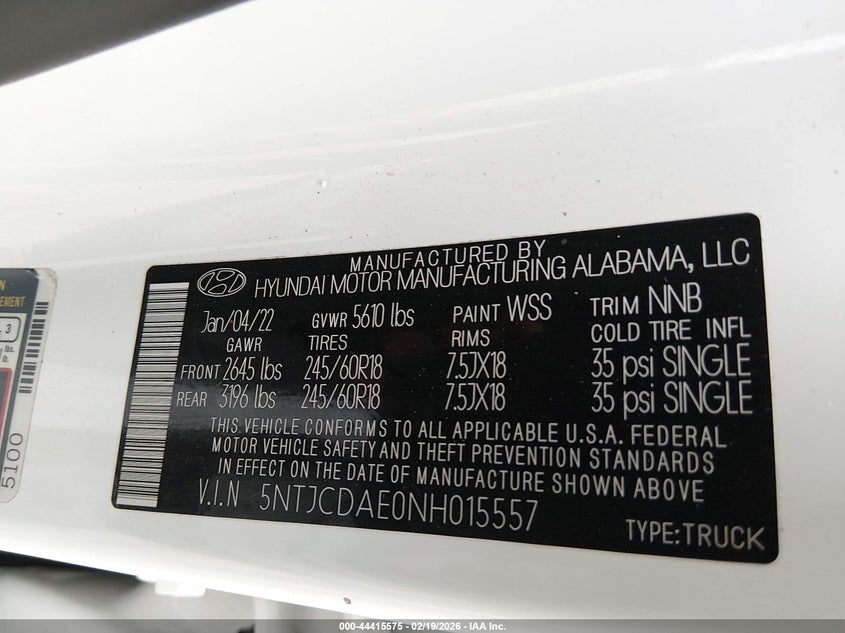 MANUFACTURED BY
HYUNDAI MOTOR MANUFACTURING ALABAMA, LLC
Jan/04/22 GVWR 5610 lbs PAINT WSS TRIM NNB
GAWR TIRES RIMS COLD TIRE INFL
FRONT 2645 lbs 245/60R18 7.5JX18 35 psi SINGLE
REAR 3196 lbs 245/60R18 7.5JX18 35 psi SINGLE
THIS VEHICLE CONFORMS TO ALL APPLICABLE U.S.A. FEDERAL
MOTOR VEHICLE SAFETY AND THEFT PREVENTION STANDARDS
IN EFFECT ON THE DATE OF MANUFACTURE SHOWN ABOVE
V.I.N 5NTJCDAE0NH015557
TYPE:TRUCK
3
lbs.
lb.
5100
000-44415575 - 02/19/2026 - IAA Inc.